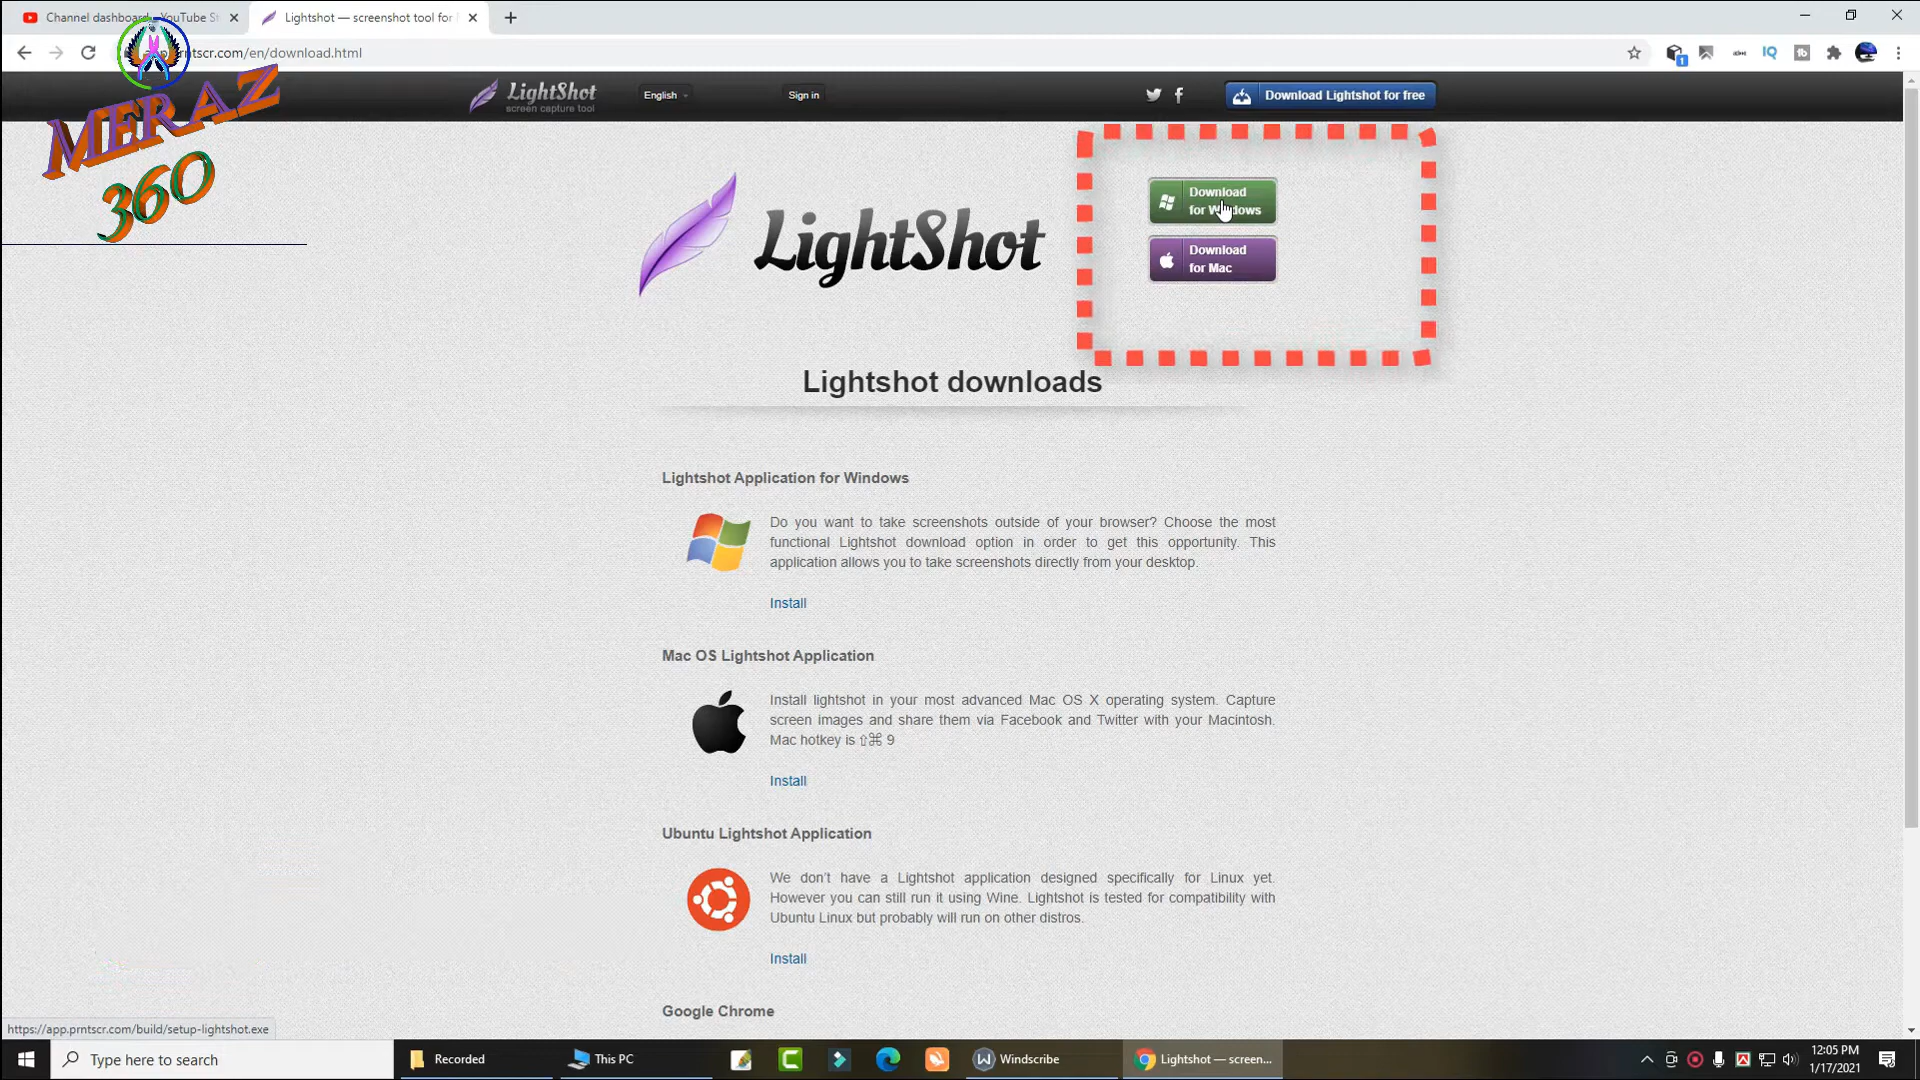 Channel dashboard - YouTube St
Lightshot — screenshot tool for
prntscr.com/en/download.html
MERAZ
360
LightShot
screen capture tool
English
Sign in
Download Lightshot for free
LightShot
Download
for Windows
Download
for Mac
Lightshot downloads
Lightshot Application for Windows
Do you want to take screenshots outside of your browser? Choose the most
functional Lightshot download option in order to get this opportunity. This
application allows you to take screenshots directly from your desktop.
Install
Mac OS Lightshot Application
Install lightshot in your most advanced Mac OS X operating system. Capture
screen images and share them via Facebook and Twitter with your Macintosh.
Mac hotkey is ⇧⌘ 9
Install
Ubuntu Lightshot Application
We don't have a Lightshot application designed specifically for Linux yet.
However you can still run it using Wine. Lightshot is tested for compatibility with
Ubuntu Linux but probably will run on other distros.
Install
Google Chrome
https://app.prntscr.com/build/setup-lightshot.exe
Type here to search
Recorded
This PC
Windscribe
Lightshot — screen...
12:05 PM
1/17/2021